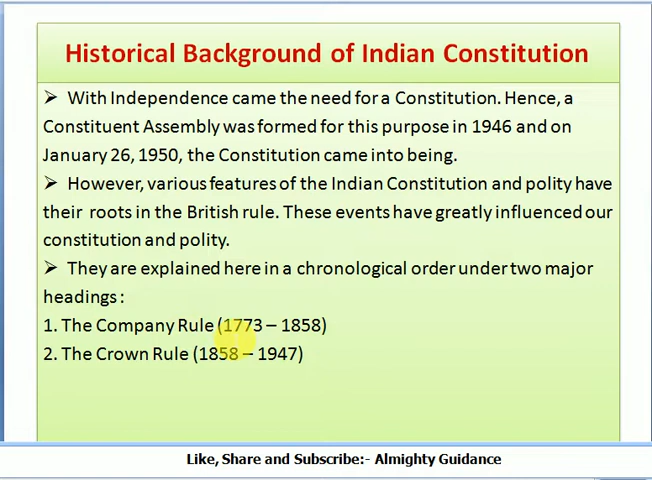 Historical Background of Indian Constitution
➢ With Independence came the need for a Constitution. Hence, a
Constituent Assembly was formed for this purpose in 1946 and on
January 26, 1950, the Constitution came into being.
➢ However, various features of the Indian Constitution and polity have
their roots in the British rule. These events have greatly influenced our
constitution and polity.
➢ They are explained here in a chronological order under two major
headings :
1. The Company Rule (1773 – 1858)
2. The Crown Rule (1858 – 1947)
Like, Share and Subscribe:- Almighty Guidance